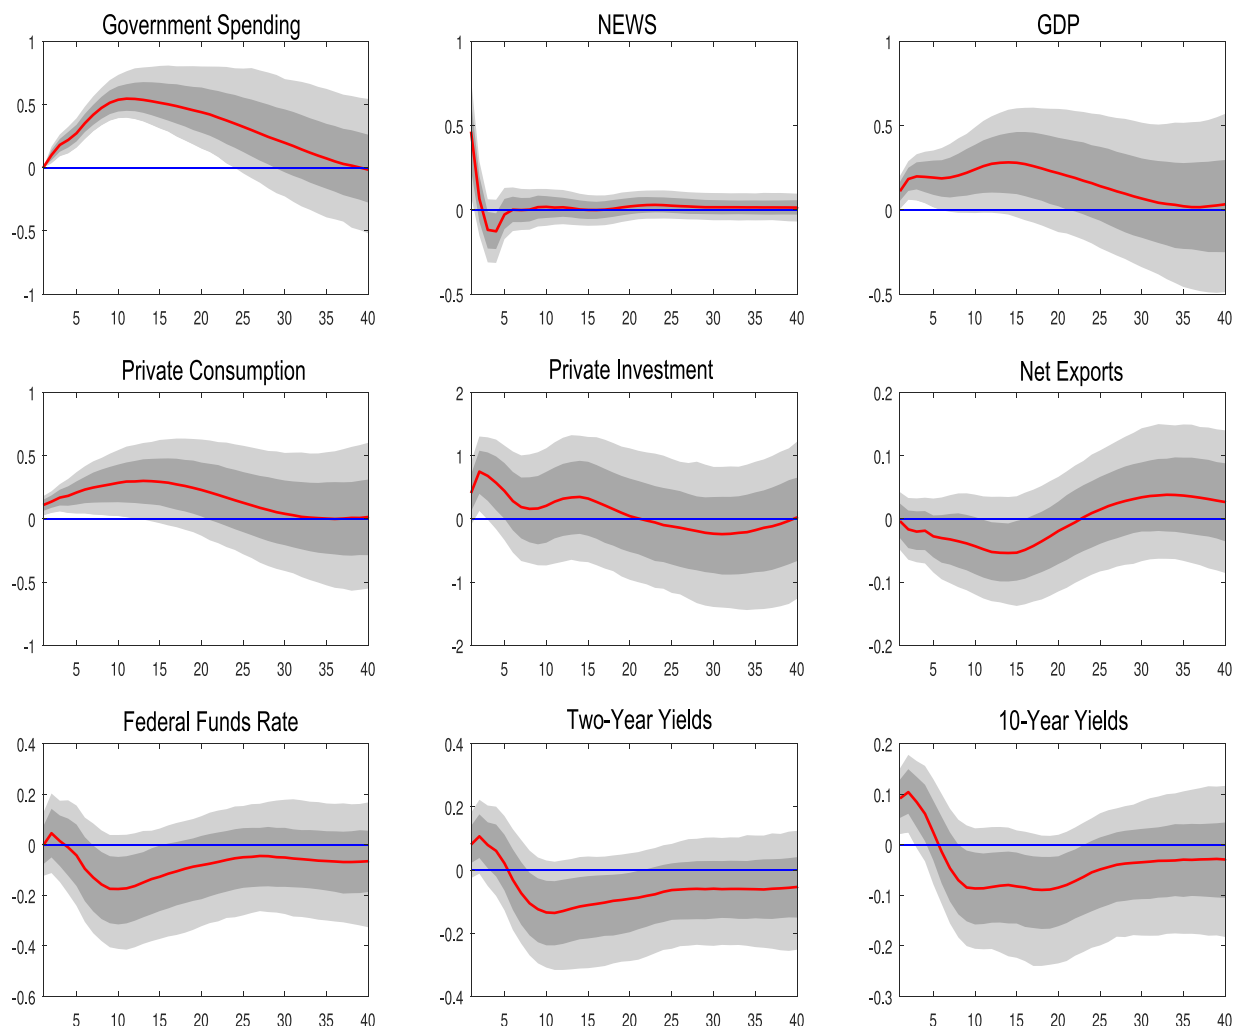 Government Spending NEWS GDP
1 1 1
0.5 0.5 0.5
0 0 0
-0.5
-1 -0.5 -0.5
5 10 15 20 25 30 35 40 5 10 15 20 25 30 35 40 5 10 15 20 25 30 35 40
Private Consumption Private Investment Net Exports
1 2 0.2
0.5 1 0.1
0 0 0
-0.5 -1 -0.1
-1 -2 -0.2
5 10 15 20 25 30 35 40 5 10 15 20 25 30 35 40 5 10 15 20 25 30 35 40
Federal Funds Rate Two-Year Yields 10-Year Yields
0.4 0.4 0.2
0.2 0.2 0.1
0 0 0
-0.2 -0.2 -0.1
-0.4 -0.2
-0.6 -0.4 -0.3
5 10 15 20 25 30 35 40 5 10 15 20 25 30 35 40 5 10 15 20 25 30 35 40